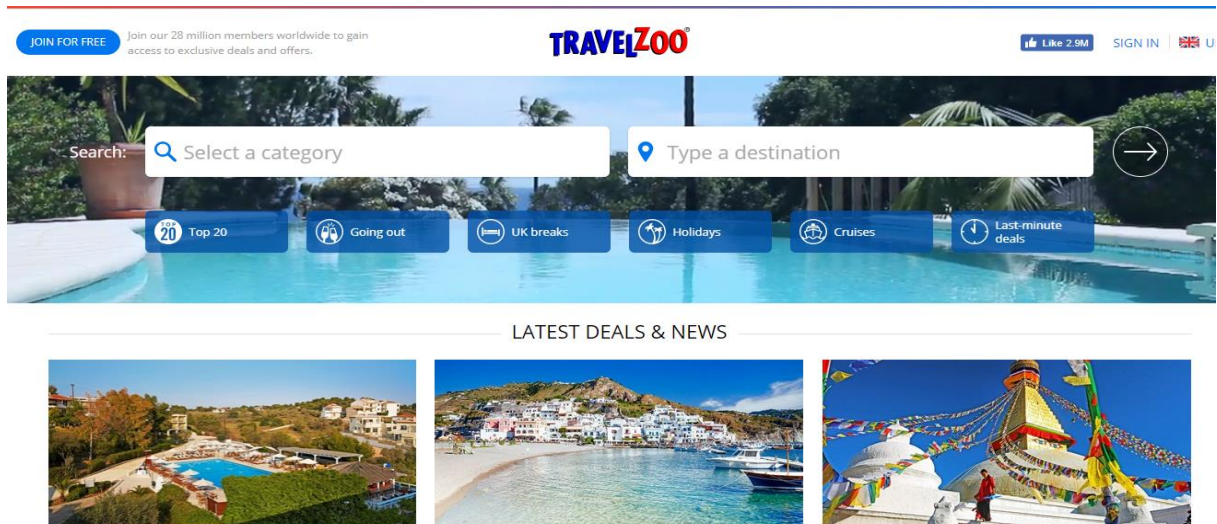 JOIN FOR FREE
Join our 28 million members worldwide to gain
access to exclusive deals and offers.
TRAVELZOO®
Like 2.9M
SIGN IN
U
Search:
Select a category
Type a destination
TOP
20
Top 20
Going out
UK breaks
Holidays
Cruises
Last-minute
deals
LATEST DEALS & NEWS